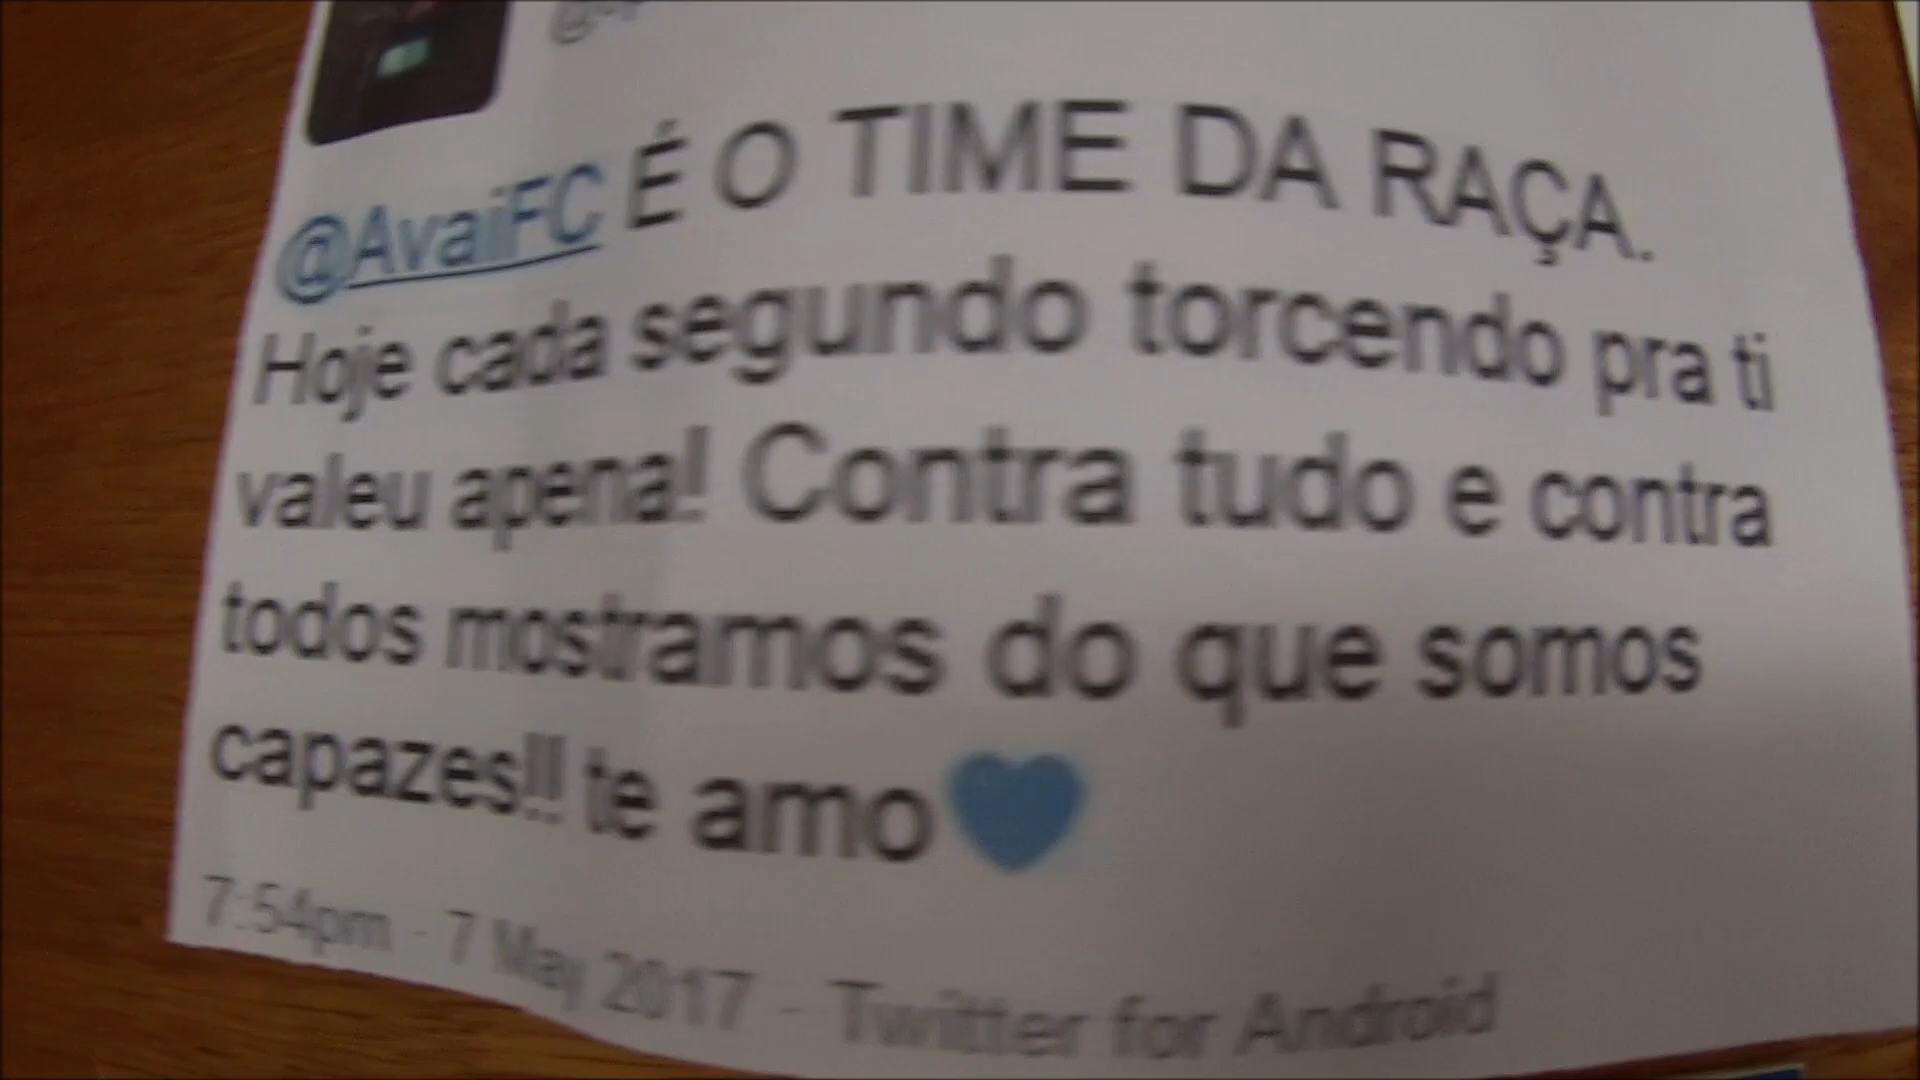 @AvaiFC É O TIME DA RAÇA.
Hoje cada segundo torcendo pra ti
valeu apena! Contra tudo e contra
todos mostramos do que somos
capazes!! te amo💙
7:54pm · 7 May 2017 · Twitter for Android